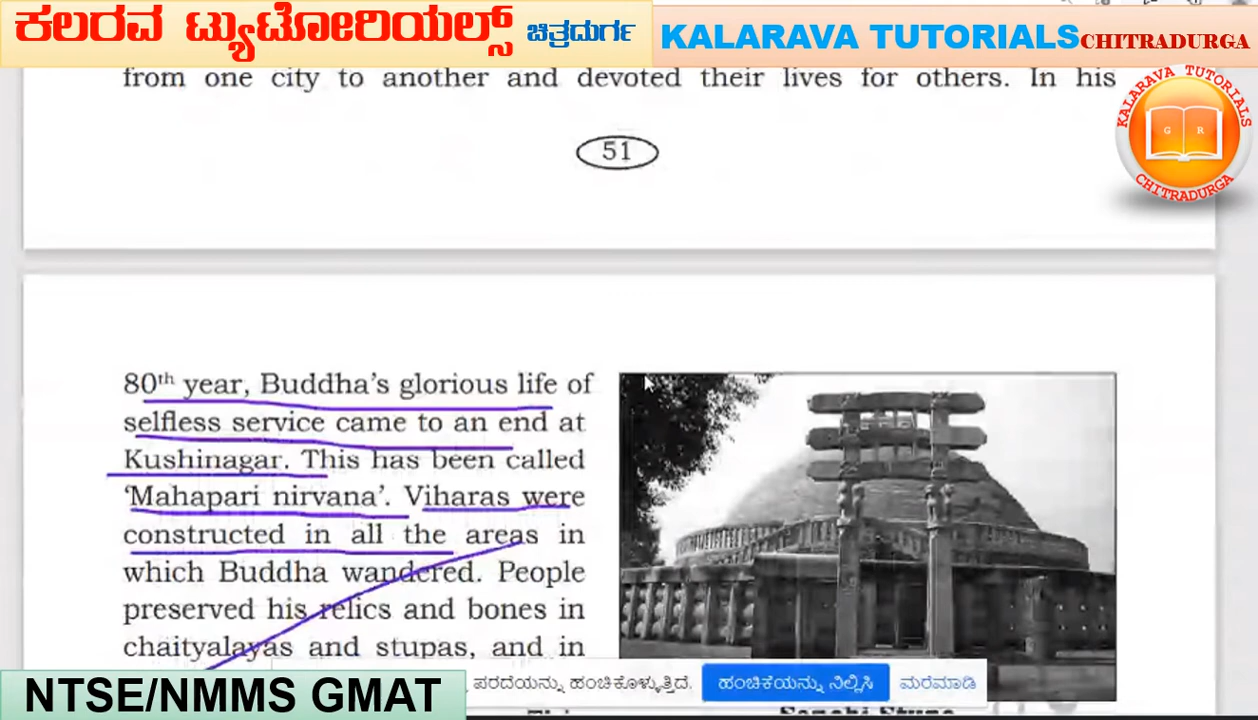 ಕಲರವ ಟ್ಯುಟೋರಿಯಲ್ಸ್ ಚಿತ್ರದುರ್ಗ
KALARAVA TUTORIALS CHITRADURGA
from one city to another and devoted their lives for others. In his
KALARAVA TUTORIALS
G R
CHITRADURGA
51
80th year, Buddha's glorious life of
selfless service came to an end at
Kushinagar. This has been called
'Mahapari nirvana'. Viharas were
constructed in all the areas in
which Buddha wandered. People
preserved his relics and bones in
chaityalayas and stupas, and in
ಪರದೆಯನ್ನು ಹಂಚಿಕೊಳ್ಳುತ್ತಿದೆ. ಹಂಚಿಕೆಯನ್ನು ನಿಲ್ಲಿಸಿ ಮರೆಮಾಡಿ
NTSE/NMMS GMAT
Sanchi Stupa